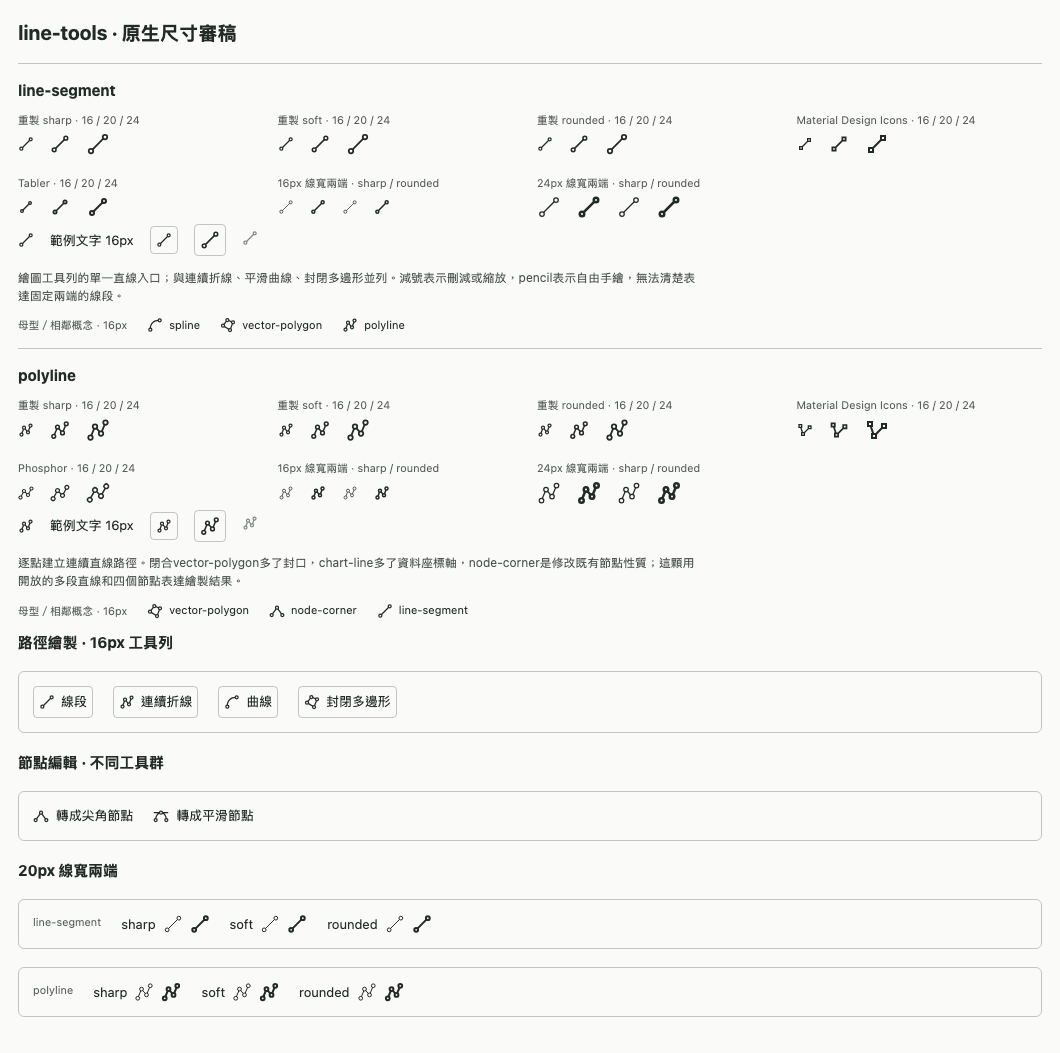 line-tools · 原生尺寸審稿
line-segment
重製 sharp · 16 / 20 / 24
重製 soft · 16 / 20 / 24
重製 rounded · 16 / 20 / 24
Material Design Icons · 16 / 20 / 24
Tabler · 16 / 20 / 24
16px 線寬兩端 · sharp / rounded
24px 線寬兩端 · sharp / rounded
範例文字 16px
繪圖工具列的單一直線入口；與連續折線、平滑曲線、封閉多邊形並列。減號表示刪減或縮放，pencil表示自由手繪，無法清楚表
達固定兩端的線段。
母型 / 相鄰概念 · 16px
spline
vector-polygon
polyline
polyline
重製 sharp · 16 / 20 / 24
重製 soft · 16 / 20 / 24
重製 rounded · 16 / 20 / 24
Material Design Icons · 16 / 20 / 24
Phosphor · 16 / 20 / 24
16px 線寬兩端 · sharp / rounded
24px 線寬兩端 · sharp / rounded
範例文字 16px
逐點建立連續直線路徑。閉合vector-polygon多了封口，chart-line多了資料座標軸，node-corner是修改既有節點性質；這顆用
開放的多段直線和四個節點表達繪製結果。
母型 / 相鄰概念 · 16px
vector-polygon
node-corner
line-segment
路徑繪製 · 16px 工具列
線段
連續折線
曲線
封閉多邊形
節點編輯 · 不同工具群
轉成尖角節點
轉成平滑節點
20px 線寬兩端
line-segment
sharp
soft
rounded
polyline
sharp
soft
rounded